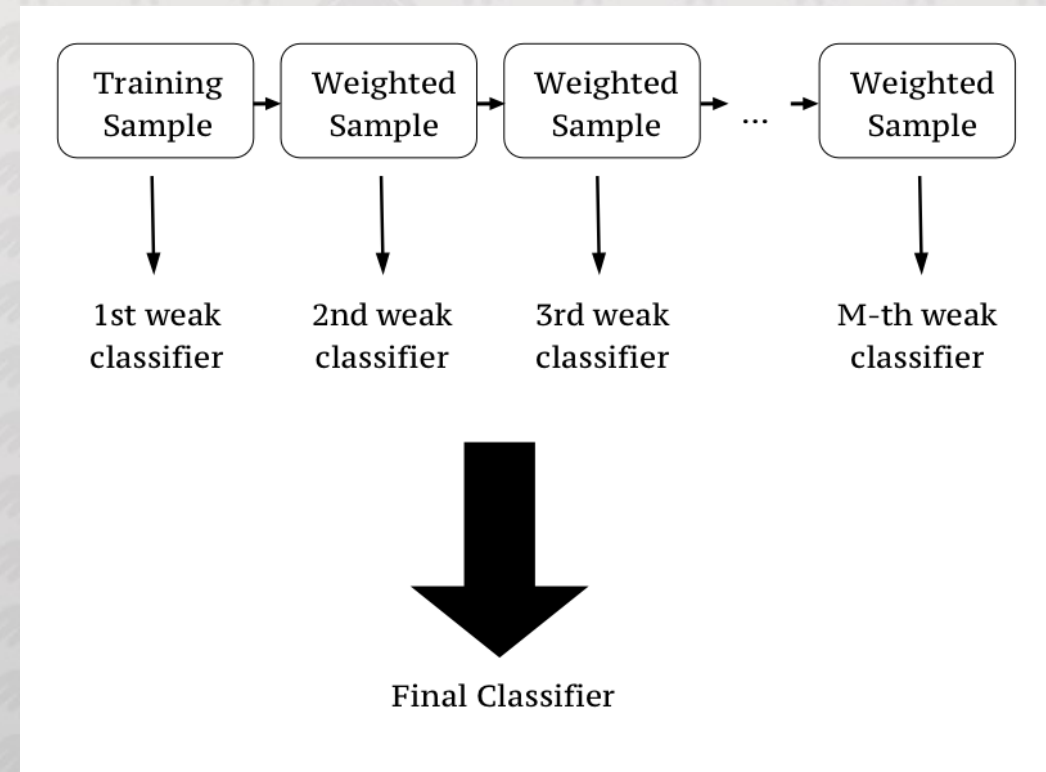 Training
Sample
Weighted
Sample
Weighted
Sample
...
Weighted
Sample
1st weak
classifier
2nd weak
classifier
3rd weak
classifier
M-th weak
classifier
Final Classifier